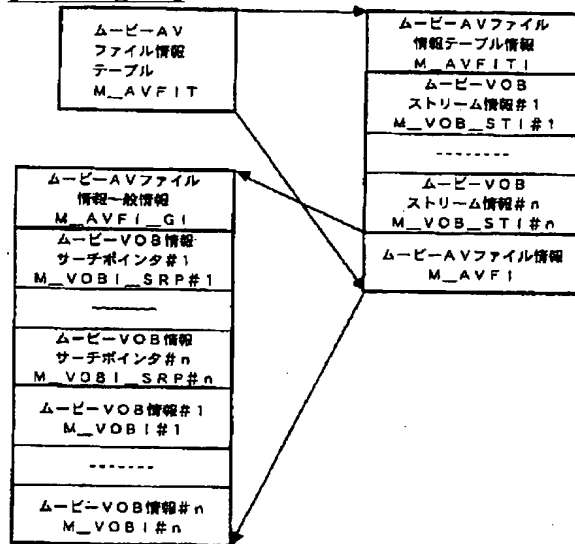 ムービーAV
ファイル情報
テーブル
M_AVFIT
ムービーAVファイル
情報テーブル情報
M_AVFITI
ムービーVOB
ストリーム情報#1
M_VOB_STI#1
ムービーVOB
ストリーム情報#n
M_VOB_STI#n
ムービーAVファイル情報
M_AVFI
ムービーAVファイル
情報一般情報
M_AVFI_GI
ムービーVOB情報
サーチポインタ#1
M_VOBI_SRP#1
ムービーVOB情報
サーチポインタ#n
M_VOBI_SRP#n
ムービーVOB情報#1
M_VOBI#1
ムービーVOB情報#n
M_VOBI#n